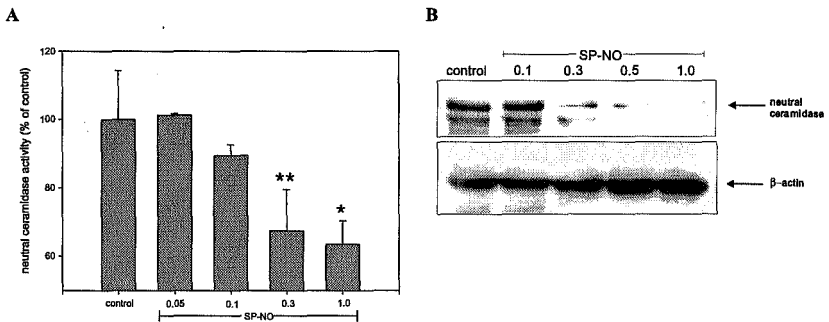 A
neutral ceramidase activity (% of control)
120
100
80
60
**
*
control
0.05
0.1
0.3
1.0
SP-NO
B
SP-NO
control
0.1
0.3
0.5
1.0
neutral
ceramidase
β-actin